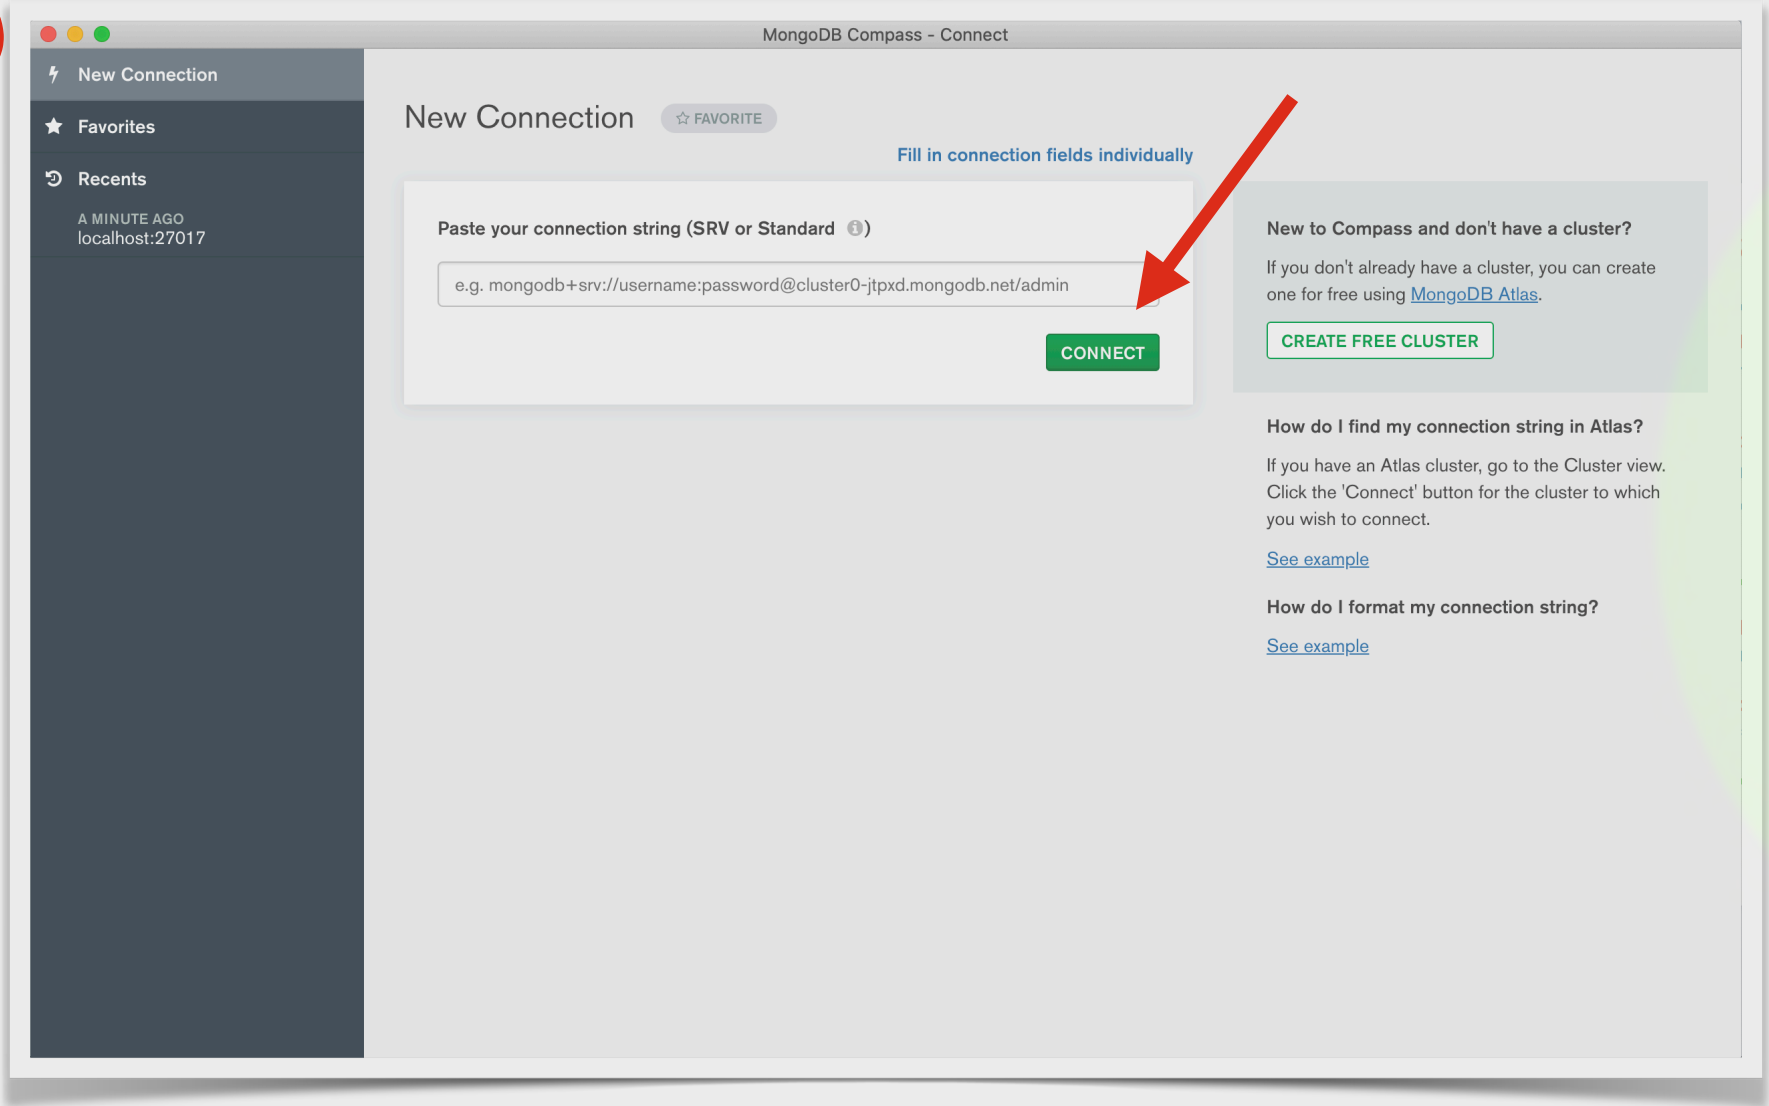 MongoDB Compass - Connect
New Connection
Favorites
Recents
A MINUTE AGO
localhost:27017
New Connection
FAVORITE
Fill in connection fields individually
Paste your connection string (SRV or Standard )
e.g. mongodb+srv://username:password@cluster0-jtpxd.mongodb.net/admin
CONNECT
New to Compass and don't have a cluster?
If you don't already have a cluster, you can create
one for free using MongoDB Atlas.
CREATE FREE CLUSTER
How do I find my connection string in Atlas?
If you have an Atlas cluster, go to the Cluster view.
Click the 'Connect' button for the cluster to which
you wish to connect.
See example
How do I format my connection string?
See example